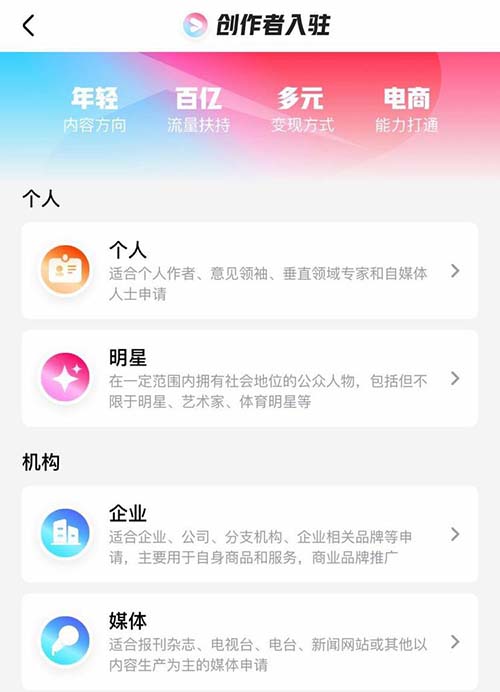 创作者入驻
年轻 百亿 多元 电商
内容方向 流量扶持 变现方式 能力打通
个人
个人
适合个人作者、意见领袖、垂直领域专家和自媒体
人士申请
明星
在一定范围内拥有社会地位的公众人物，包括但不
限于明星、艺术家、体育明星等
机构
企业
适合企业、公司、分支机构、企业相关品牌等申
请，主要用于自身商品和服务，商业品牌推广
媒体
适合报刊杂志、电视台、电台、新闻网站或其他以
内容生产为主的媒体申请